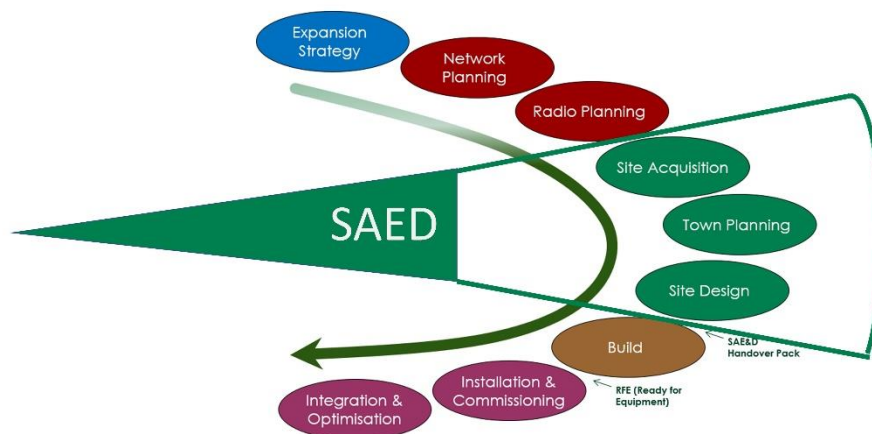 Expansion
Strategy
Network
Planning
Radio Planning
Site Acquisition
SAED
Town Planning
Site Design
SAE&D
Handover Pack
Build
Installation &
Commissioning
RFE (Ready for
Equipment)
Integration &
Optimisation